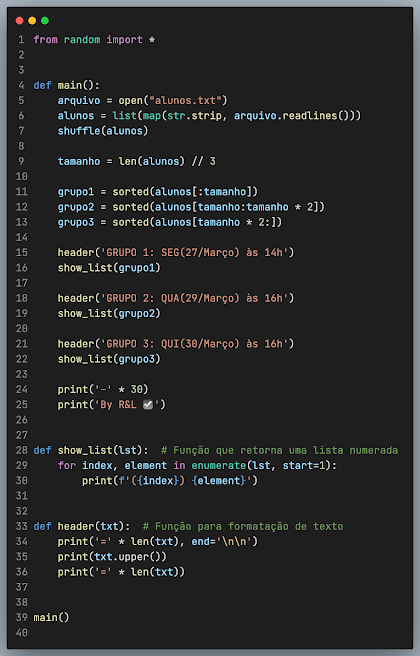 1 from random import *
2
3
4 def main():
5     arquivo = open("alunos.txt")
6     alunos = list(map(str.strip, arquivo.readlines()))
7     shuffle(alunos)
8
9     tamanho = len(alunos) // 3
10
11     grupo1 = sorted(alunos[:tamanho])
12     grupo2 = sorted(alunos[tamanho:tamanho * 2])
13     grupo3 = sorted(alunos[tamanho * 2:])
14
15     header('GRUPO 1: SEG(27/Março) às 14h')
16     show_list(grupo1)
17
18     header('GRUPO 2: QUA(29/Março) às 16h')
19     show_list(grupo2)
20
21     header('GRUPO 3: QUI(30/Março) às 16h')
22     show_list(grupo3)
23
24     print('-' * 30)
25     print('By R&L ✅')
26
27
28 def show_list(lst):  # Função que retorna uma lista numerada
29     for index, element in enumerate(lst, start=1):
30         print(f'({index}) {element}')
31
32
33 def header(txt):  # Função para formatação de texto
34     print('=' * len(txt), end='\n\n')
35     print(txt.upper())
36     print('=' * len(txt))
37
38
39 main()
40